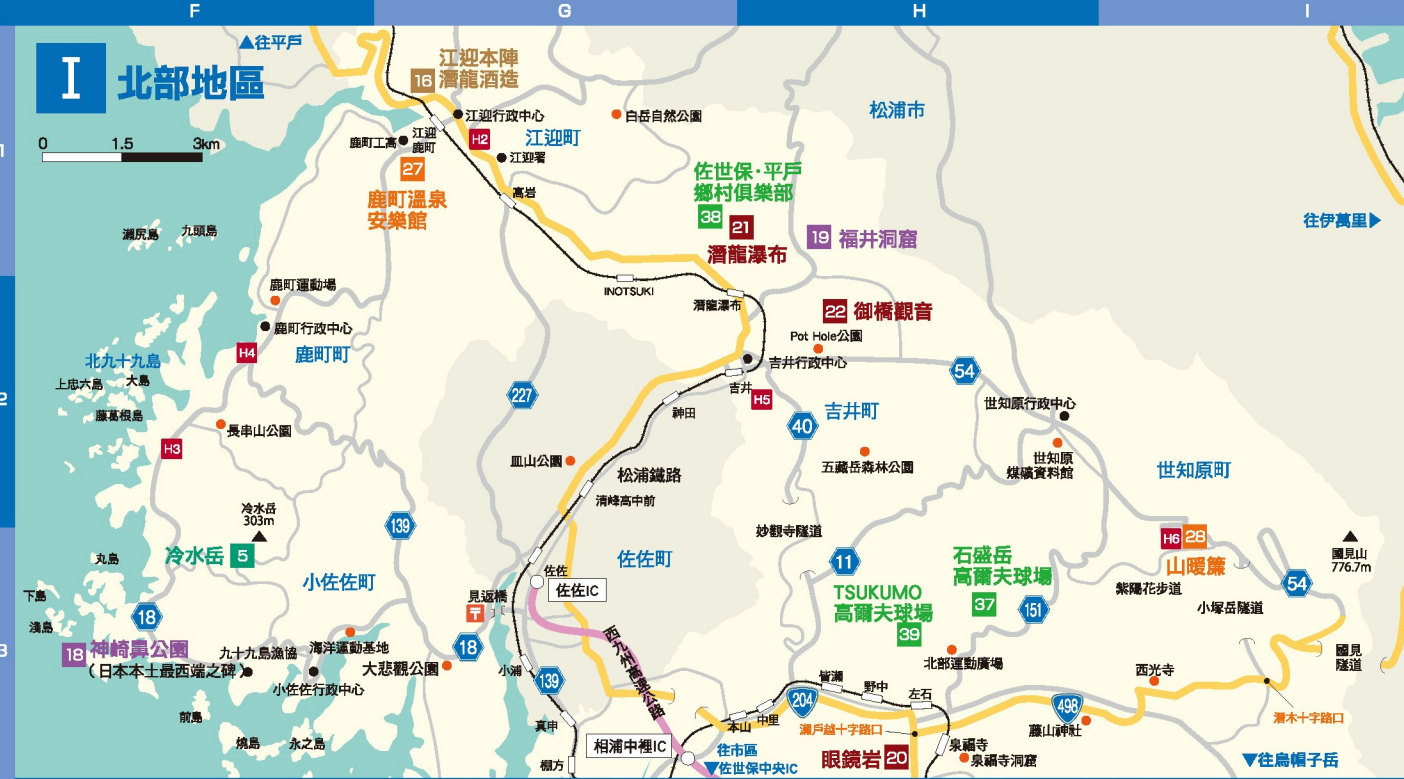 F
G
H
I
▲往平戶
I 北部地區
0 1.5 3km
1
2
3
16 江迎本陣
潛龍酒造
江迎行政中心
白岳自然公園
松浦市
鹿町工高
江迎
鹿町
H2
江迎町
江迎署
27
鹿町溫泉
安樂館
高岩
佐世保·平戶
鄉村俱樂部
38
21
潛龍瀑布
19 福井洞窟
往伊萬里▶
瀨尻島
九頭島
INOTSUKI
潛龍瀑布
鹿町運動場
鹿町行政中心
22 御橋觀音
Pot Hole公園
H4
鹿町町
吉井行政中心
北九十九島
上忠六島
大島
藤葛根島
227
吉井
H5
54
神田
40
吉井町
世知原行政中心
長串山公園
H3
皿山公園
五藏岳森林公園
世知原
煤礦資料館
世知原町
松浦鐵路
清峰高中前
冷水岳
303m
139
妙觀寺隧道
冷水岳 5
丸島
佐佐町
11
石盛岳
高爾夫球場
37
H6
28
山暖簾
國見山
776.7m
小佐佐町
佐佐
佐佐IC
TSUKUMO
高爾夫球場
39
151
紫陽花步道
小塚岳隧道
54
下島
淺島
18
見返橋
〒
18 神崎鼻公園
(日本本土最西端之碑)
九十九島漁協
海洋運動基地
大悲觀公園
18
小佐佐行政中心
小浦
139
西九州高速公路
北部運動廣場
國見
隧道
西光寺
前島
燒島
永之島
真申
棚方
相浦中裡IC
本山
中里
皆瀨
野中
左石
204
瀨戶越十字路口
498
藤山神社
潛木十字路口
往市區
▼佐世保中央IC
眼鏡岩 20
泉福寺
泉福寺洞窟
▼往烏帽子岳